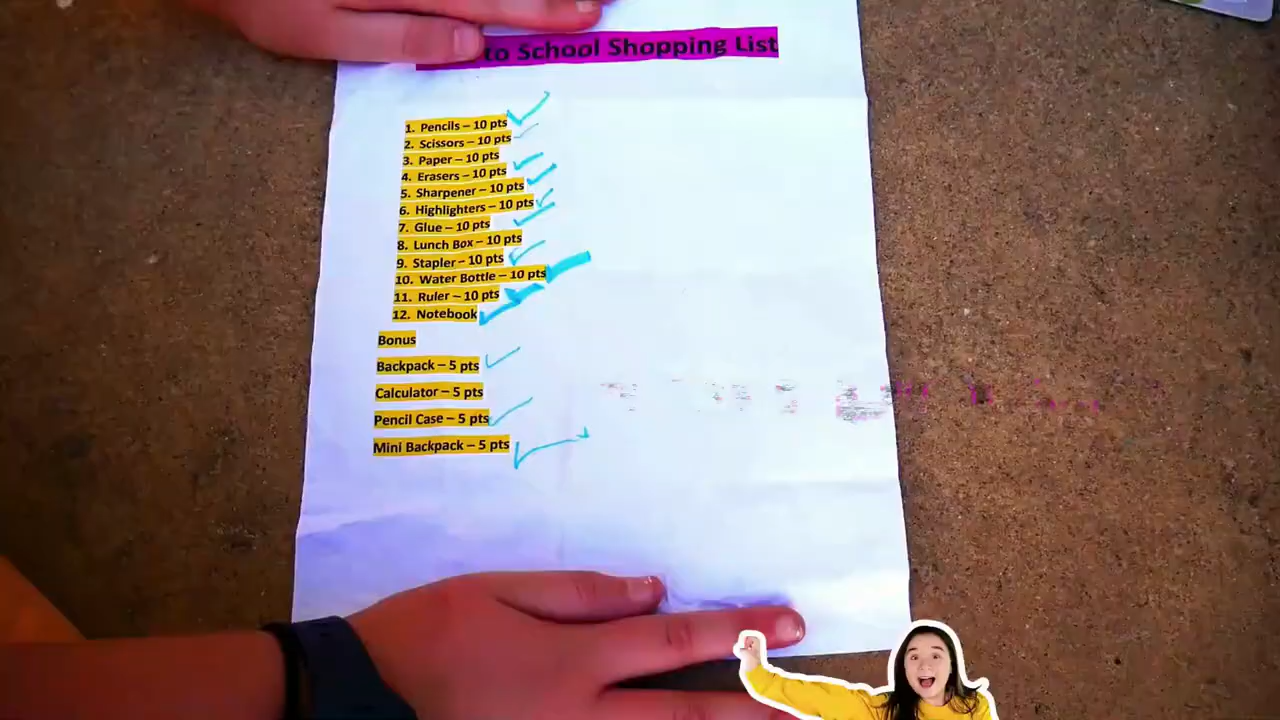 to School Shopping List
1. Pencils – 10 pts
2. Scissors – 10 pts
3. Paper – 10 pts
4. Erasers – 10 pts
5. Sharpener – 10 pts
6. Highlighters – 10 pts
7. Glue – 10 pts
8. Lunch Box – 10 pts
9. Stapler – 10 pts
10. Water Bottle – 10 pts
11. Ruler – 10 pts
12. Notebook
Bonus
Backpack – 5 pts
Calculator – 5 pts
Pencil Case – 5 pts
Mini Backpack – 5 pts